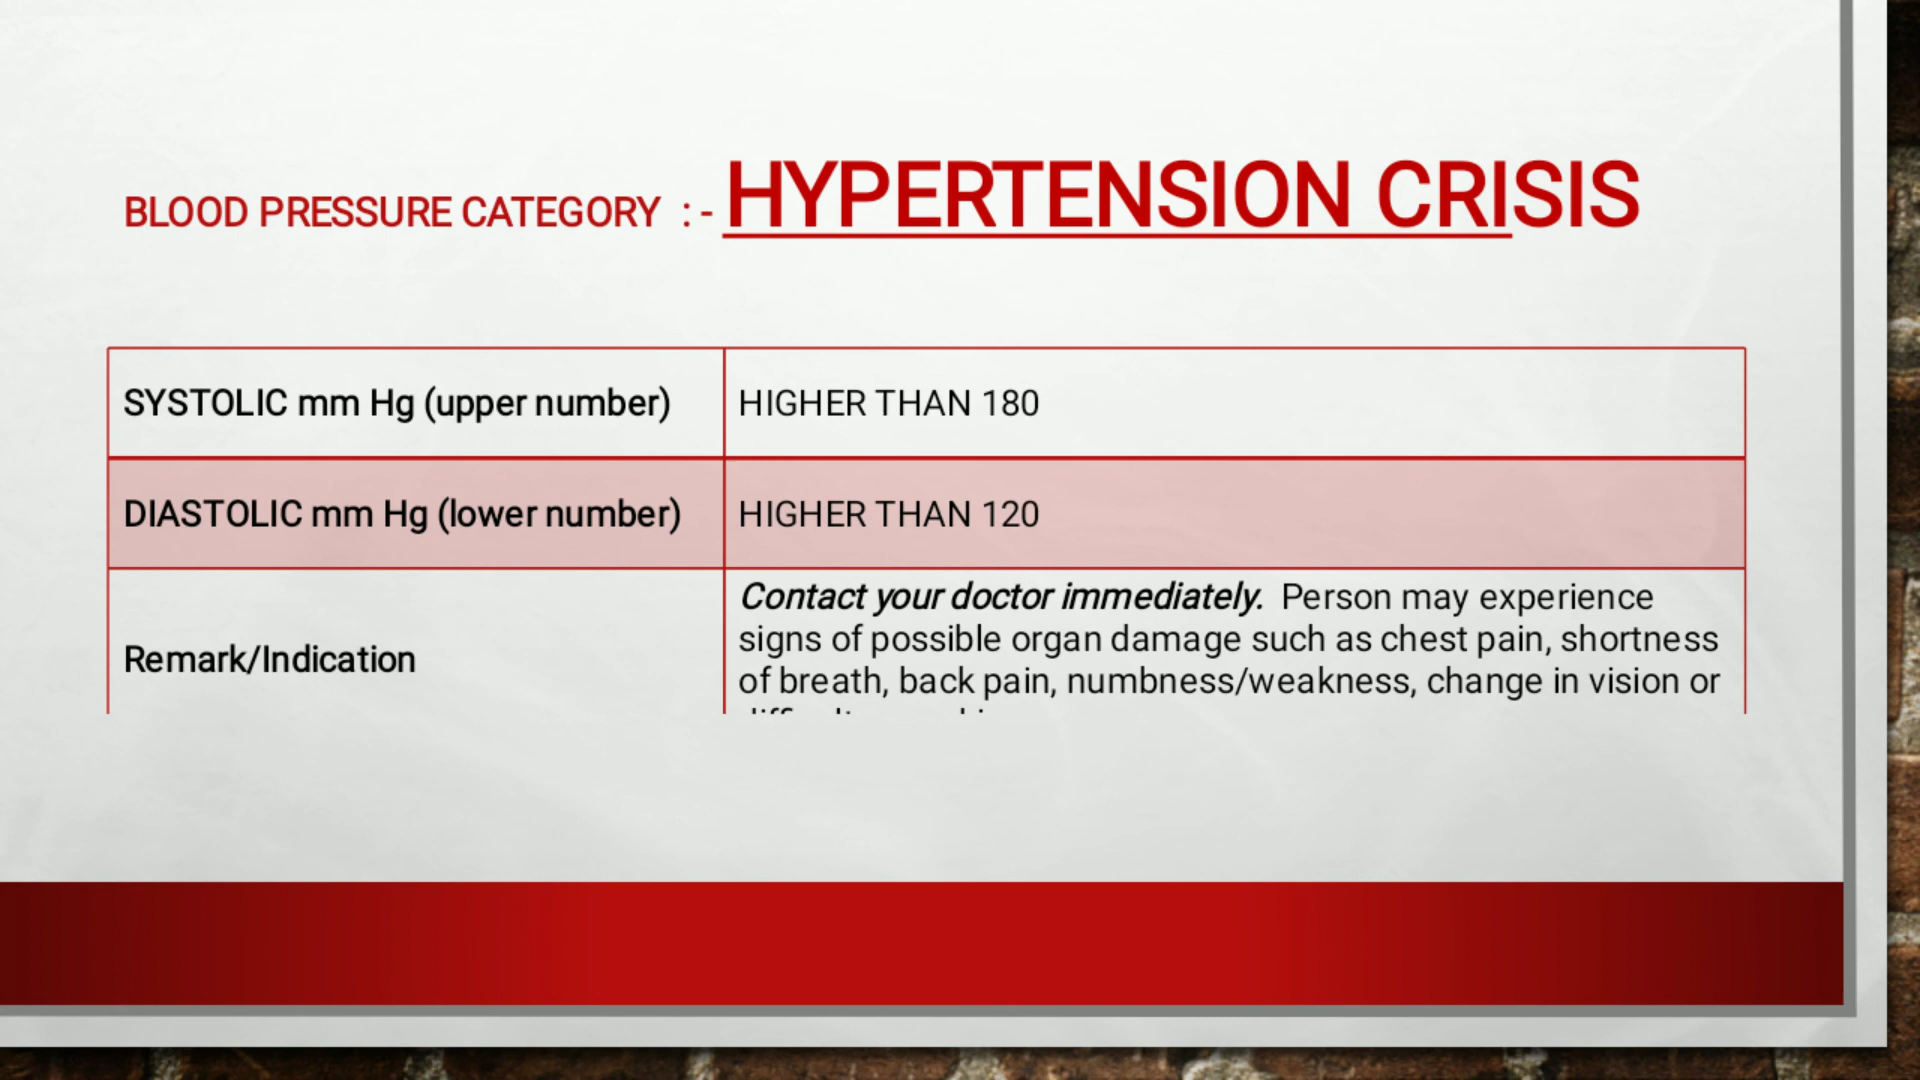 BLOOD PRESSURE CATEGORY : - HYPERTENSION CRISIS
SYSTOLIC mm Hg (upper number) HIGHER THAN 180
DIASTOLIC mm Hg (lower number) HIGHER THAN 120
Remark/Indication
Contact your doctor immediately. Person may experience
signs of possible organ damage such as chest pain, shortness
of breath, back pain, numbness/weakness, change in vision or